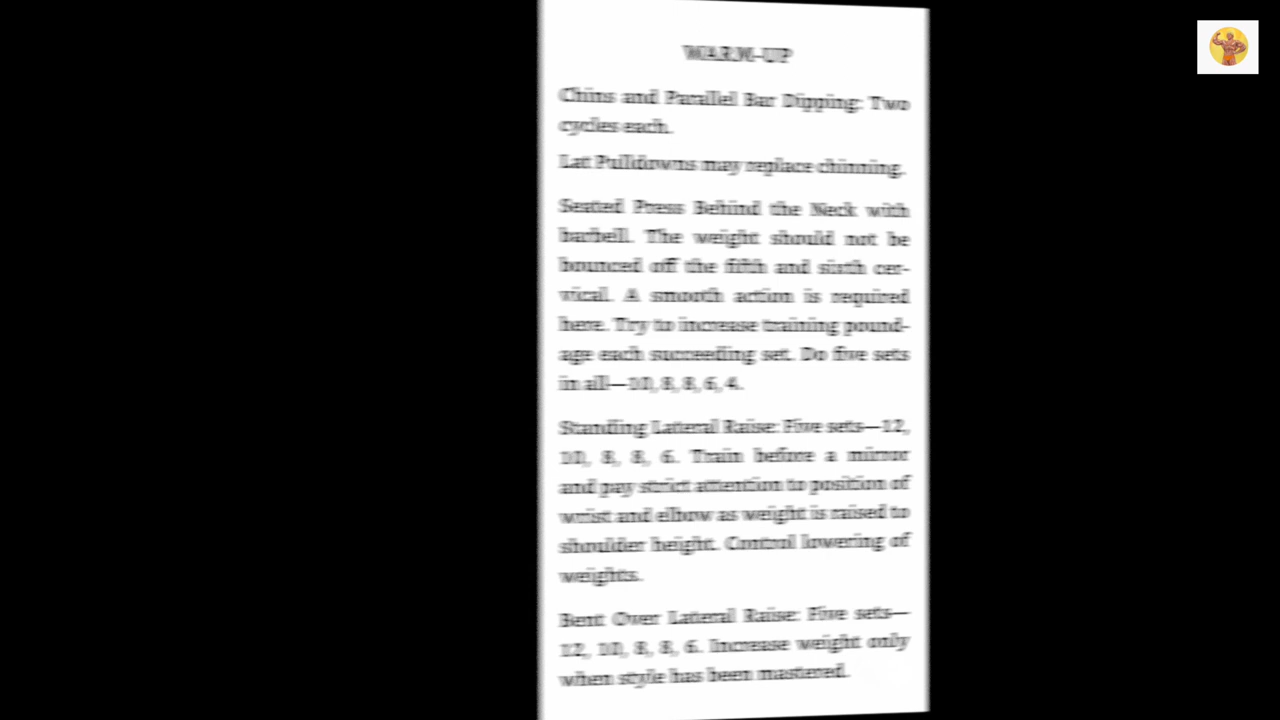 WARM-UP
Chins and Parallel Bar Dipping: Two
cycles each.
Lat Pulldowns may replace chinning.
Seated Press Behind the Neck with
barbell. The weight should not be
bounced off the fifth and sixth cer-
vical. A smooth action is required
here. Try to increase training pound-
age each succeeding set. Do five sets
in all—10, 8, 8, 6, 4.
Standing Lateral Raise: Five sets—12,
10, 8, 8, 6. Train before a mirror
and pay strict attention to position of
wrist and elbow as weight is raised to
shoulder height. Control lowering of
weights.
Bent Over Lateral Raise: Five sets—
12, 10, 8, 8, 6. Increase weight only
when style has been mastered.